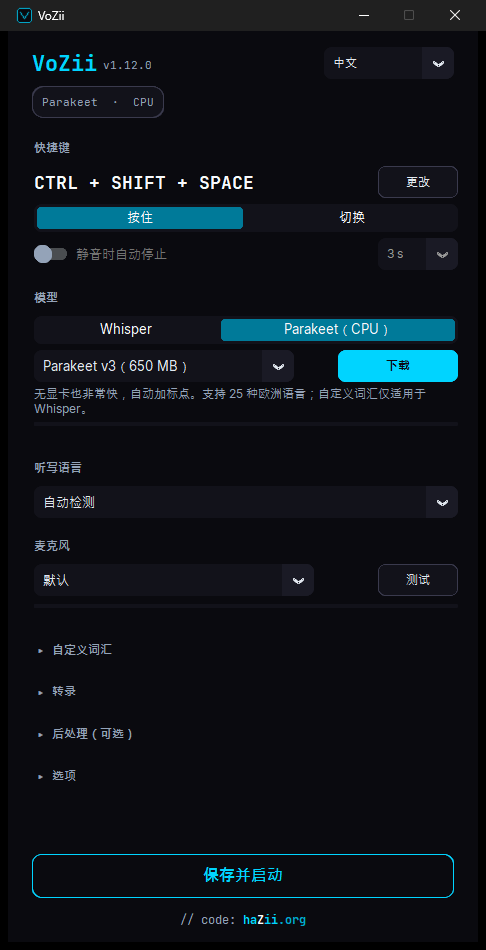 VoZii
VoZii v1.12.0 中文
Parakeet · CPU
快捷键
CTRL + SHIFT + SPACE 更改
按住 切换
静音时自动停止 3 s
模型
Whisper Parakeet ( CPU )
Parakeet v3 ( 650 MB ) 下载
无显卡也非常快，自动加标点。支持 25 种欧洲语言；自定义词汇仅适用于
Whisper。
听写语言
自动检测
麦克风
默认 测试
▸ 自定义词汇
▸ 转录
▸ 后处理 ( 可选 )
▸ 选项
保存并启动
// code: haZii.org